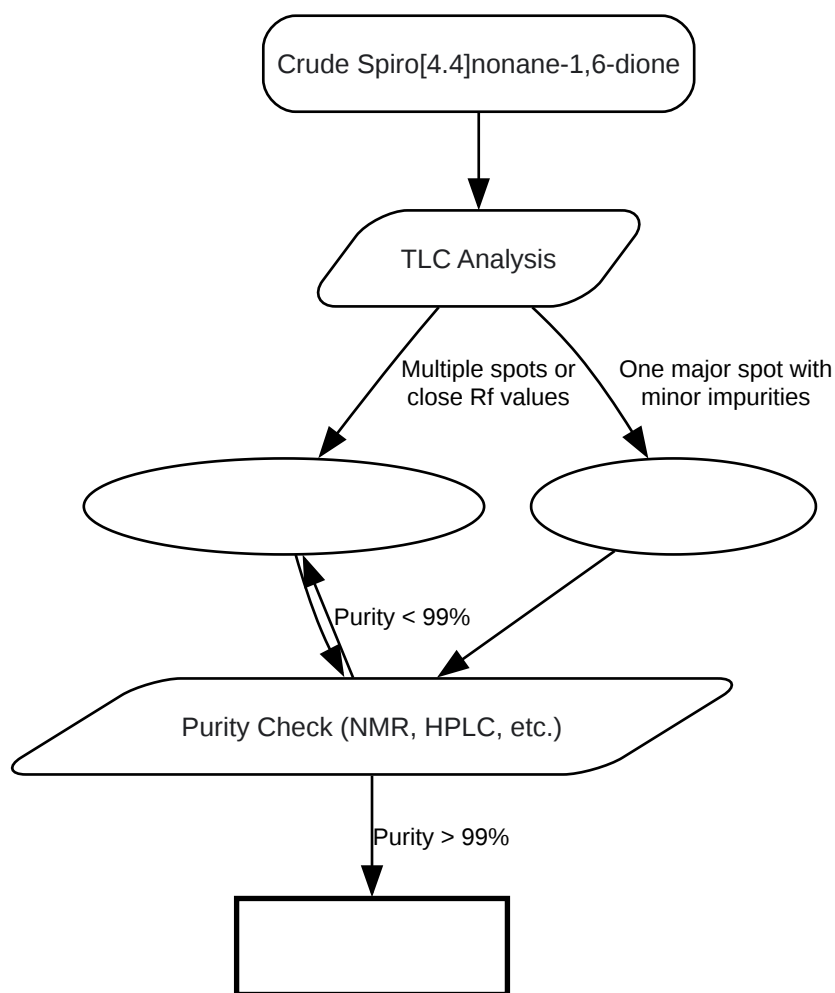 Crude Spiro[4.4]nonane-1,6-dione
TLC Analysis
Multiple spots or
close Rf values
One major spot with
minor impurities
Purity < 99%
Purity Check (NMR, HPLC, etc.)
Purity > 99%